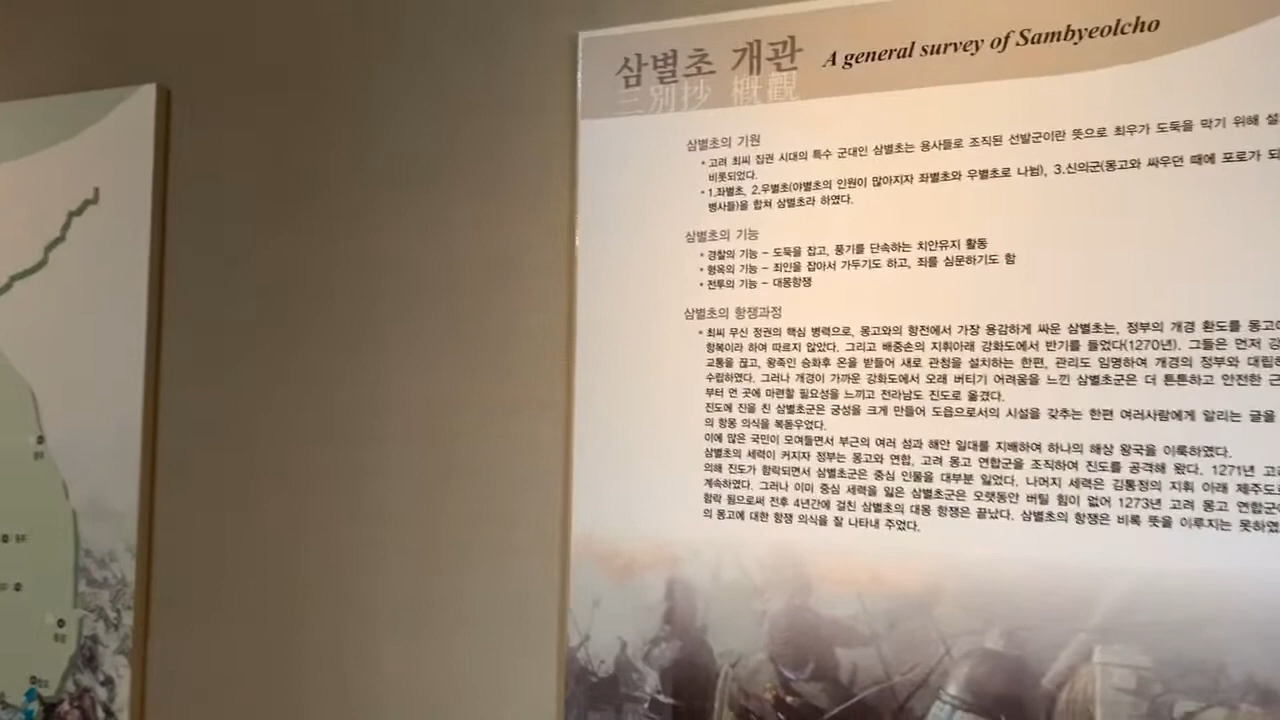 삼별초 개관 A general survey of Sambyeolcho
三別抄 槪觀
삼별초의 기원
* 고려 최씨 집권 시대의 특수 군대인 삼별초는 용사들로 조직된 선발군이란 뜻으로 최우가 도둑을 막기 위해 설
비롯되었다.
* 1.좌별초, 2.우별초(야별초의 인원이 많아지자 좌별초와 우별초로 나뉨), 3.신의군(몽고와 싸우던 때에 포로가 되
병사들)을 합쳐 삼별초라 하였다.
삼별초의 기능
* 경찰의 기능 - 도둑을 잡고, 풍기를 단속하는 치안유지 활동
* 형옥의 기능 - 죄인을 잡아서 가두기도 하고, 죄를 심문하기도 함
* 전투의 기능 - 대몽항쟁
삼별초의 항쟁과정
* 최씨 무신 정권의 핵심 병력으로, 몽고와의 항전에서 가장 용감하게 싸운 삼별초는, 정부의 개경 환도를 몽고에
항복이라 하여 따르지 않았다. 그리고 배중손의 지휘아래 강화도에서 반기를 들었다(1270년). 그들은 먼저 강
교통을 끊고, 왕족인 승화후 온을 받들어 새로 관청을 설치하는 한편, 관리도 임명하여 개경의 정부와 대립하
수립하였다. 그러나 개경이 가까운 강화도에서 오래 버티기 어려움을 느낀 삼별초군은 더 튼튼하고 안전한 근
부터 먼 곳에 마련할 필요성을 느끼고 전라남도 진도로 옮겼다.
진도에 진을 친 삼별초군은 궁성을 크게 만들어 도읍으로서의 시설을 갖추는 한편 여러사람에게 알리는 글을
의 항몽 의식을 북돋우었다.
이에 많은 국민이 모여들면서 부근의 여러 섬과 해안 일대를 지배하여 하나의 해상 왕국을 이룩하였다.
삼별초의 세력이 커지자 정부는 몽고와 연합, 고려 몽고 연합군을 조직하여 진도를 공격해 왔다. 1271년 고려
의해 진도가 함락되면서 삼별초군은 중심 인물을 대부분 잃었다. 나머지 세력은 김통정의 지휘 아래 제주도로
계속하였다. 그러나 이미 중심 세력을 잃은 삼별초군은 오랫동안 버틸 힘이 없어 1273년 고려 몽고 연합군에
함락 됨으로써 전후 4년간에 걸친 삼별초의 대몽 항쟁은 끝났다. 삼별초의 항쟁은 비록 뜻을 이루지는 못하였
의 몽고에 대한 항쟁 의식을 잘 나타내 주었다.